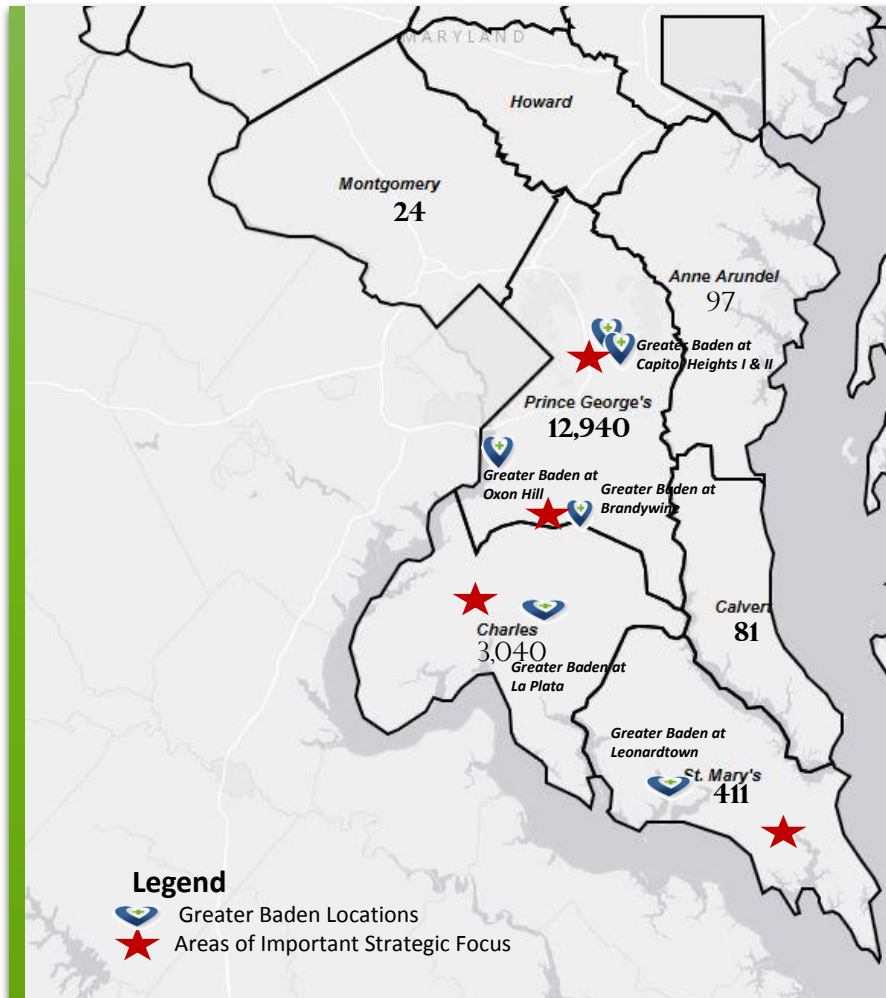 MARYLAND
Howard
Montgomery
24
Anne Arundel
97
Greater Baden at
Capitol Heights I & II
Prince George's
12,940
Greater Baden at
Oxon Hill
Greater Baden at
Brandywine
Calvert
81
Charles
3,040
Greater Baden at
La Plata
Greater Baden at
Leonardtown
St. Mary's
411
Legend
Greater Baden Locations
Areas of Important Strategic Focus